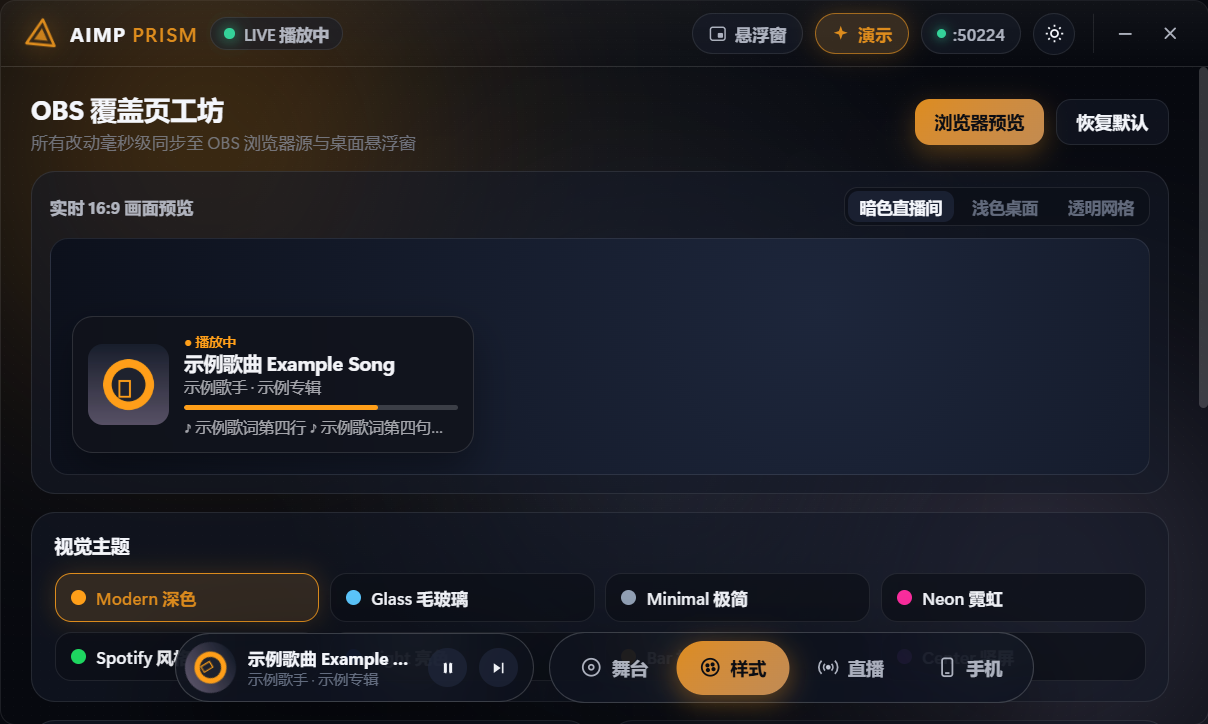 AIMP PRISM
LIVE 播放中
悬浮窗
演示
:50224
OBS 覆盖页工坊
所有改动毫秒级同步至 OBS 浏览器源与桌面悬浮窗
浏览器预览
恢复默认
实时 16:9 画面预览
暗色直播间
浅色桌面
透明网格
播放中
示例歌曲 Example Song
示例歌手 · 示例专辑
♪ 示例歌词第四行 ♪ 示例歌词第四句...
视觉主题
Modern 深色
Glass 毛玻璃
Minimal 极简
Neon 霓虹
Spotify
示例歌曲 Example ...
示例歌手 · 示例专辑
舞台
样式
直播
手机